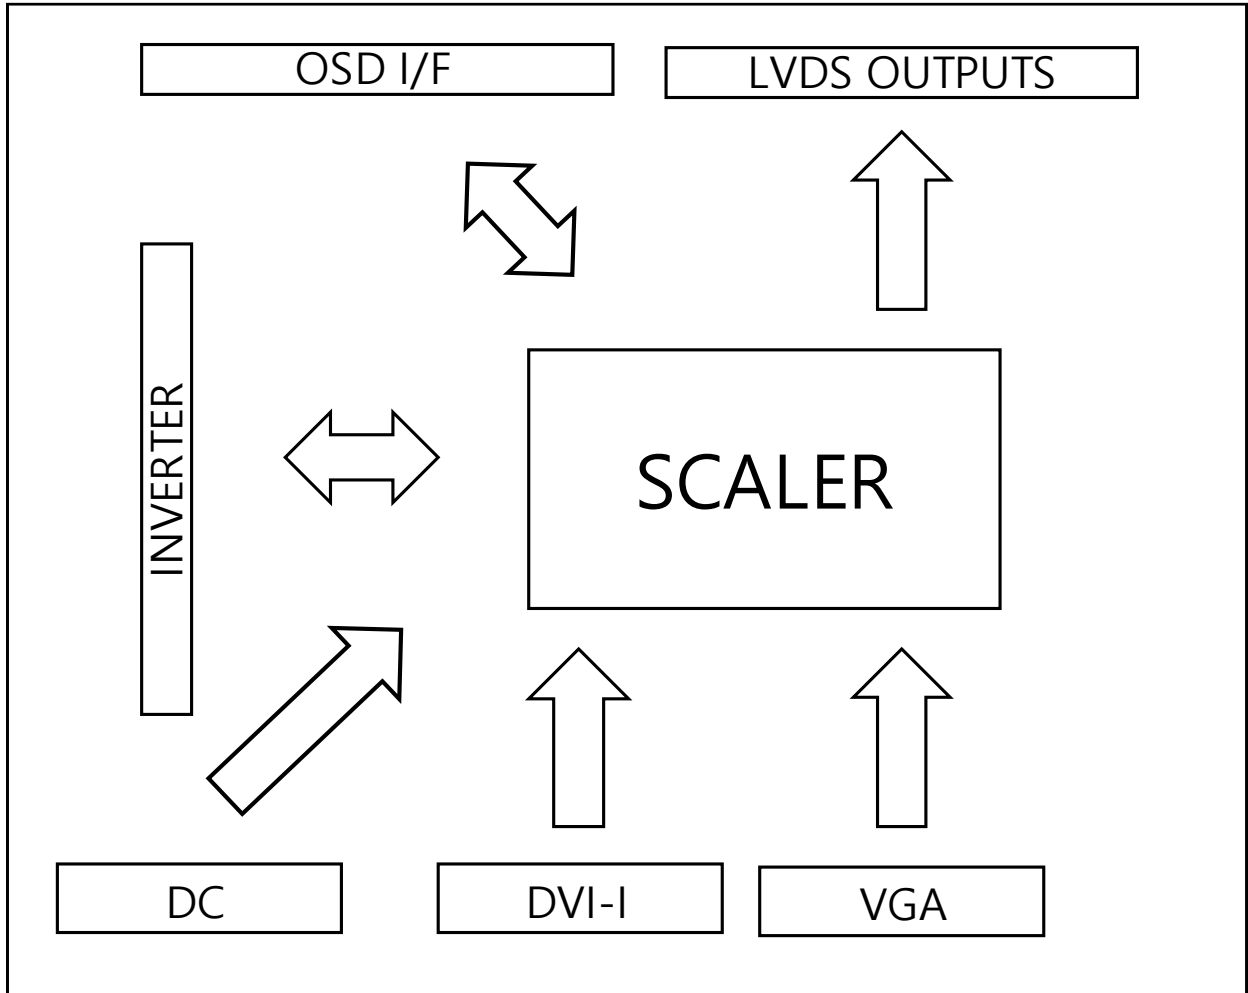 OSD I/F
LVDS OUTPUTS
INVERTER
SCALER
DC
DVI-I
VGA